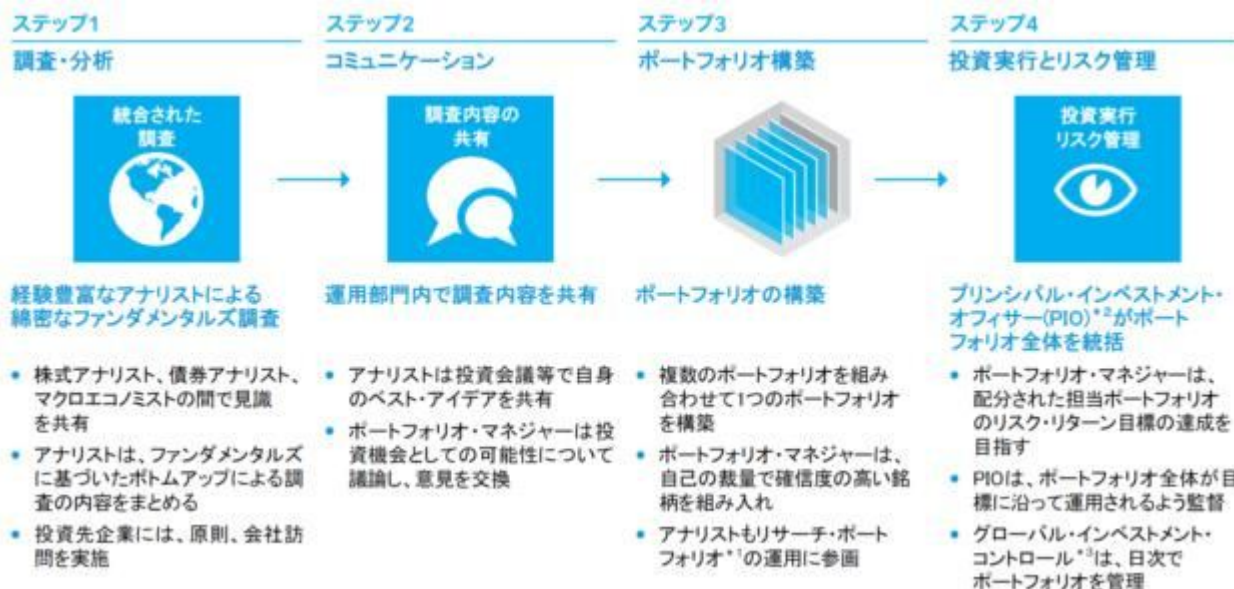 ステップ1
調査・分析
統合された
調査
経験豊富なアナリストによる
綿密なファンダメンタルズ調査
• 株式アナリスト、債券アナリスト、
マクロエコノミストの間で見識
を共有
• アナリストは、ファンダメンタルズ
に基づいたボトムアップによる調
査の内容をまとめる
• 投資先企業には、原則、会社訪
問を実施
ステップ2
コミュニケーション
調査内容の
共有
運用部門内で調査内容を共有
• アナリストは投資会議等で自身
のベスト・アイデアを共有
• ポートフォリオ・マネジャーは投
資機会としての可能性について
議論し、意見を交換
ステップ3
ポートフォリオ構築
ポートフォリオの構築
• 複数のポートフォリオを組み
合わせて1つのポートフォリオ
を構築
• ポートフォリオ・マネジャーは、
自己の裁量で確信度の高い銘
柄を組み入れ
• アナリストもリサーチ・ポート
フォリオ*1の運用に参画
ステップ4
投資実行とリスク管理
投資実行
リスク管理
プリンシパル・インベストメント・
オフィサー(PIO)*2がポート
フォリオ全体を統括
• ポートフォリオ・マネジャーは、
配分された担当ポートフォリオ
のリスク・リターン目標の達成を
目指す
• PIOは、ポートフォリオ全体が目
標に沿って運用されるよう監督
• グローバル・インベストメント・
コントロール*3は、日次で
ポートフォリオを管理